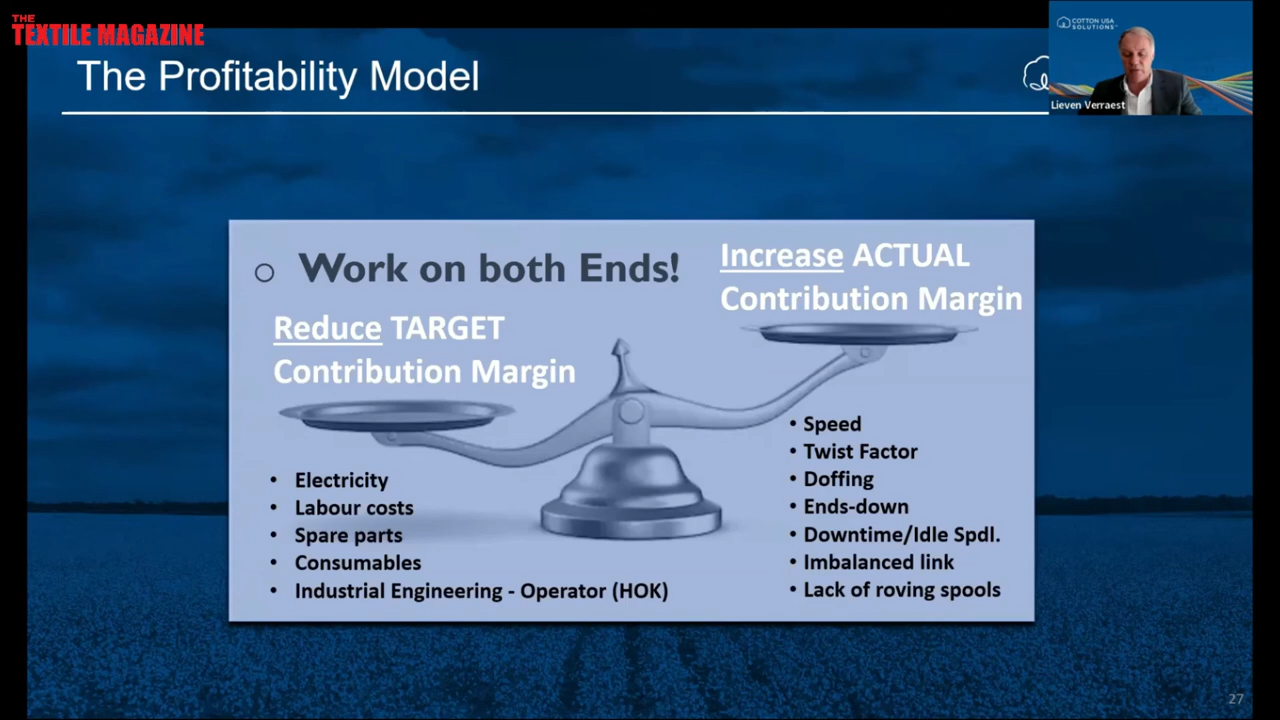 THE
TEXTILE MAGAZINE
The Profitability Model
COTTON USA
SOLUTIONS
Lieven Verraest
o Work on both Ends!
Increase ACTUAL
Contribution Margin
Reduce TARGET
Contribution Margin
• Electricity
• Labour costs
• Spare parts
• Consumables
• Industrial Engineering - Operator (HOK)
• Speed
• Twist Factor
• Doffing
• Ends-down
• Downtime/Idle Spdl.
• Imbalanced link
• Lack of roving spools
27